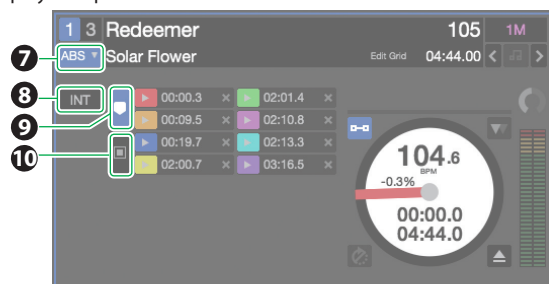 1 3 Redeemer 105 1M
7 ABS Solar Flower Edit Grid 04:44.00
8 INT 00:00.3 02:01.4
9 00:09.5 02:10.8
00:19.7 02:13.3
10 02:00.7 03:16.5
104.6
BPM
-0.3%
00:00.0
04:44.0